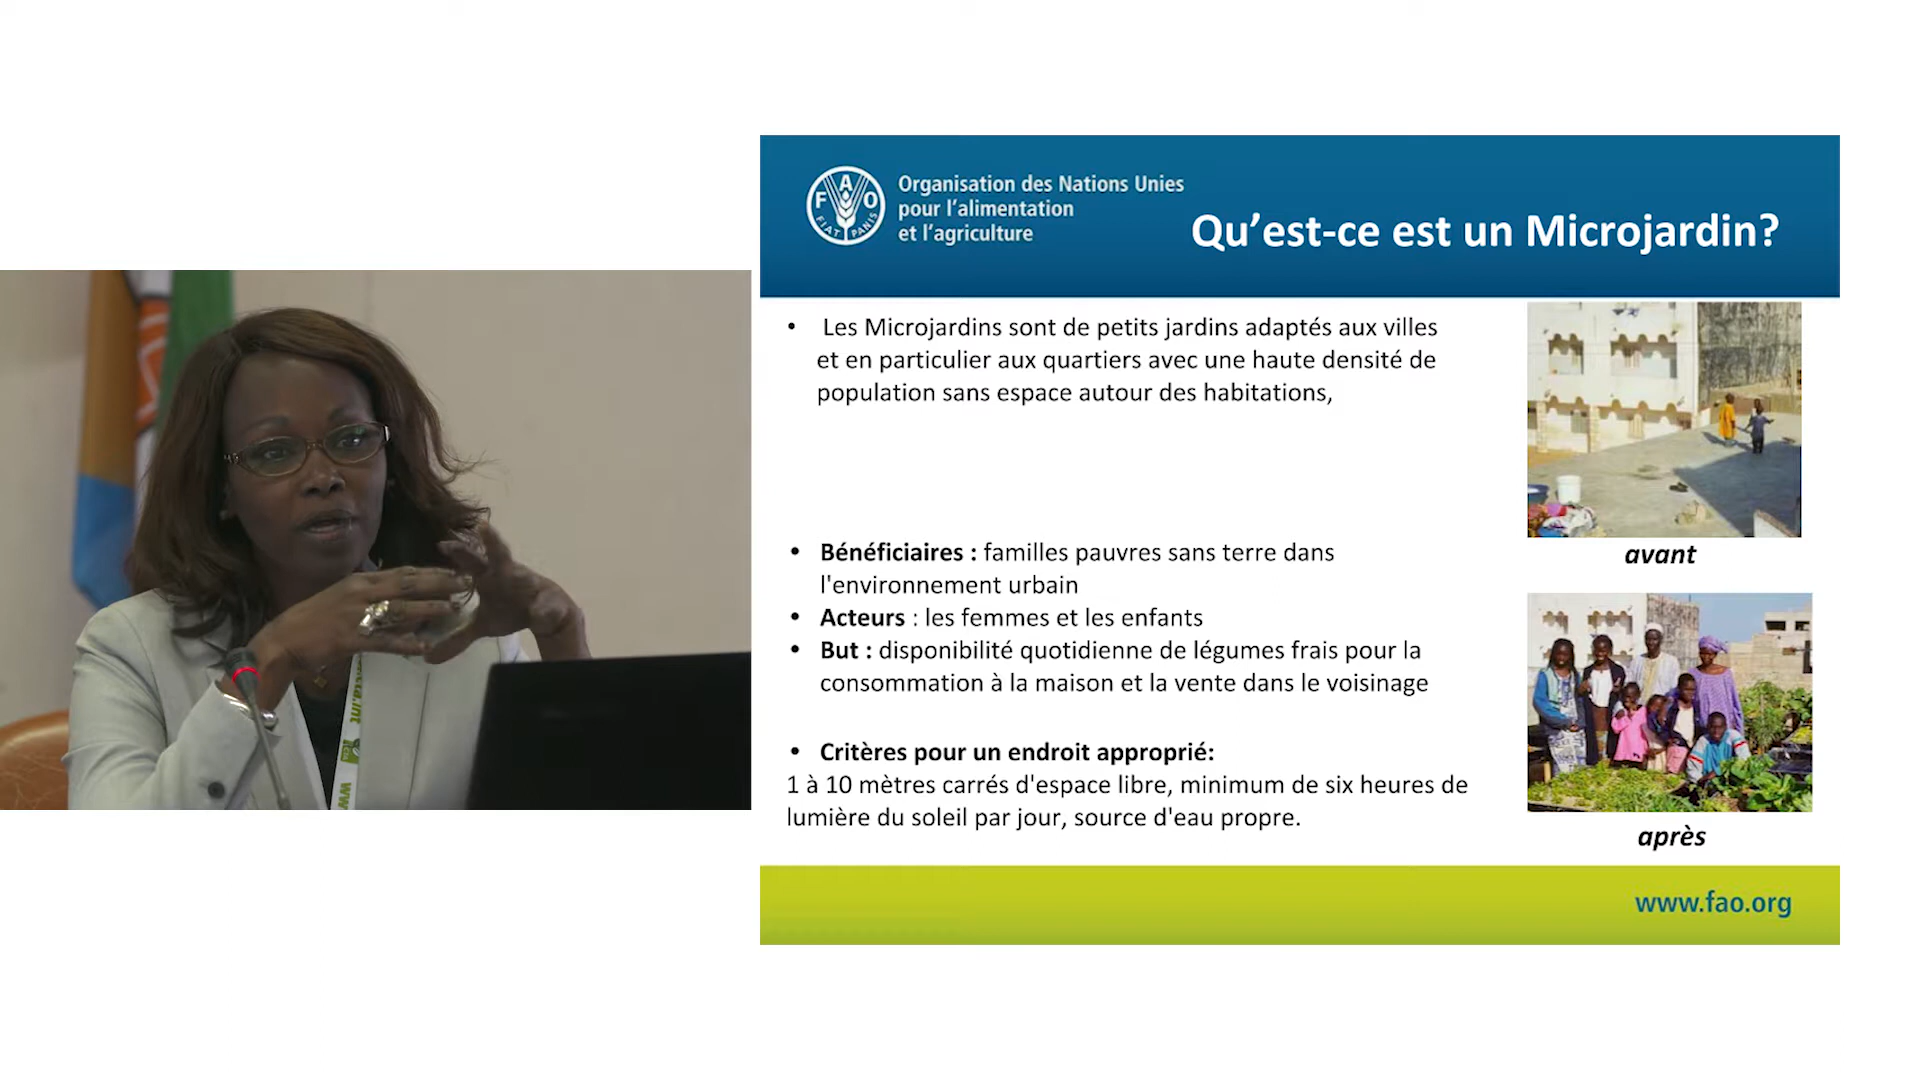 FAO
FIAT PANIS
Organisation des Nations Unies
pour l'alimentation
et l'agriculture
Qu'est-ce est un Microjardin?
• Les Microjardins sont de petits jardins adaptés aux villes
et en particulier aux quartiers avec une haute densité de
population sans espace autour des habitations,
• Bénéficiaires : familles pauvres sans terre dans
l'environnement urbain
• Acteurs : les femmes et les enfants
• But : disponibilité quotidienne de légumes frais pour la
consommation à la maison et la vente dans le voisinage
• Critères pour un endroit approprié:
1 à 10 mètres carrés d'espace libre, minimum de six heures de
lumière du soleil par jour, source d'eau propre.
avant
après
www.fao.org